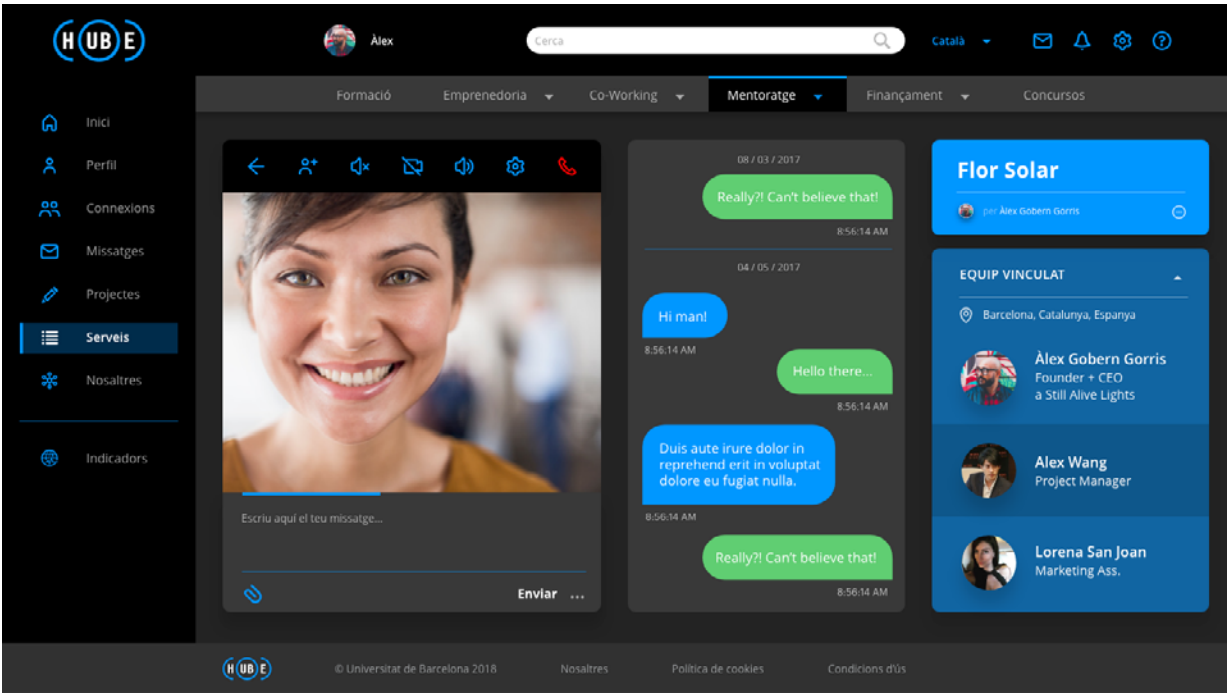 HUBE
Àlex
Cerca
Català
Formació
Emprenedoria
Co-Working
Mentoratge
Finançament
Concursos
Inici
Perfil
Connexions
Missatges
Projectes
Serveis
Nosaltres
Indicadors
Escriu aquí el teu missatge...
Enviar ...
08 / 03 / 2017
Really?! Can't believe that!
8:56:14 AM
04 / 05 / 2017
Hi man!
8:56:14 AM
Hello there...
8:56:14 AM
Duis aute irure dolor in
reprehend erit in voluptat
dolore eu fugiat nulla.
8:56:14 AM
Really?! Can't believe that!
8:56:14 AM
Flor Solar
per Àlex Gobern Gorris
EQUIP VINCULAT
Barcelona, Catalunya, Espanya
Àlex Gobern Gorris
Founder + CEO
a Still Alive Lights
Alex Wang
Project Manager
Lorena San Joan
Marketing Ass.
HUBE
© Universitat de Barcelona 2018
Nosaltres
Política de cookies
Condicions d'ús